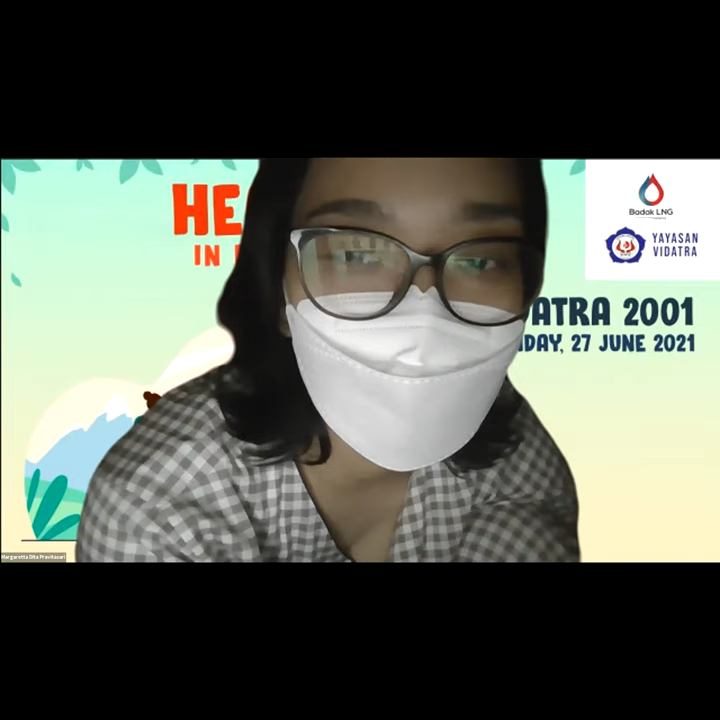 HE
IN
Badak LNG
YAYASAN
VIDATRA
ATRA 2001
DAY, 27 JUNE 2021
Margaretta Dita Pravitasari